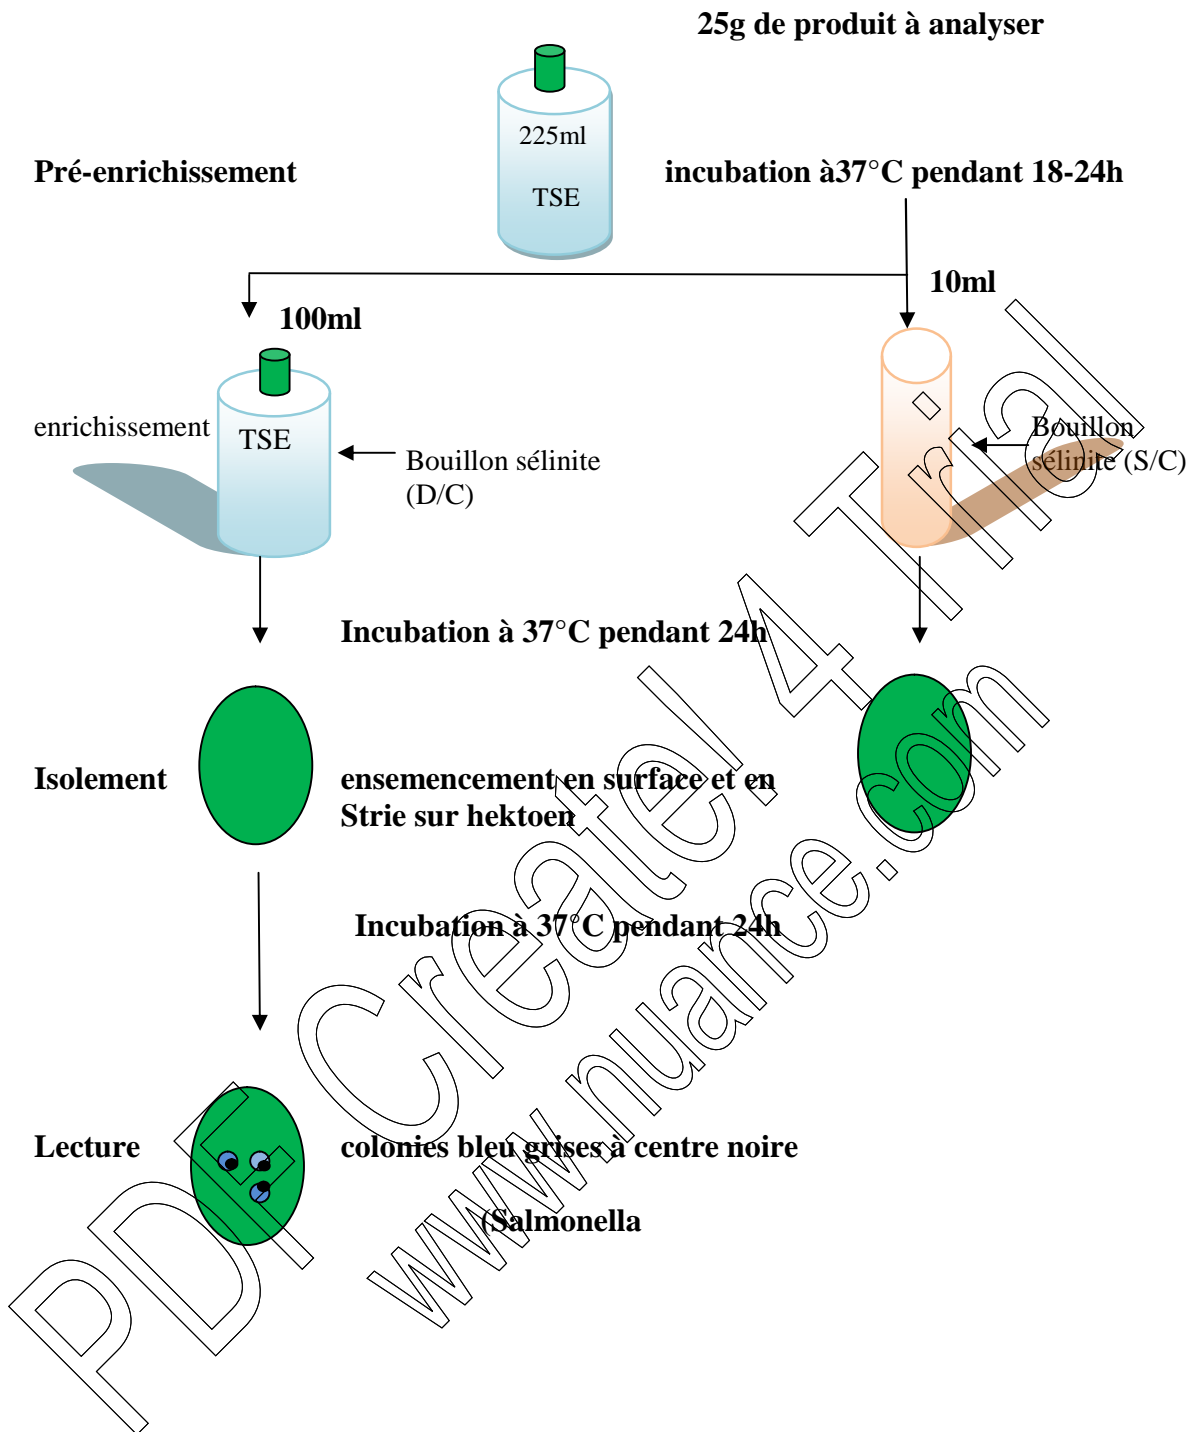 25g de produit à analyser
225ml
TSE
Pré-enrichissement
incubation à37°C pendant 18-24h
10ml
100ml
enrichissement
TSE
Bouillon sélinite
(D/C)
Bouillon
sélinite (S/C)
Incubation à 37°C pendant 24h
Isolement
ensemencement en surface et en
Strie sur hektoen
Incubation à 37°C pendant 24h
Lecture
colonies bleu grises à centre noire
(Salmonella
PDF Create! 4 Trial
www.nuance.com